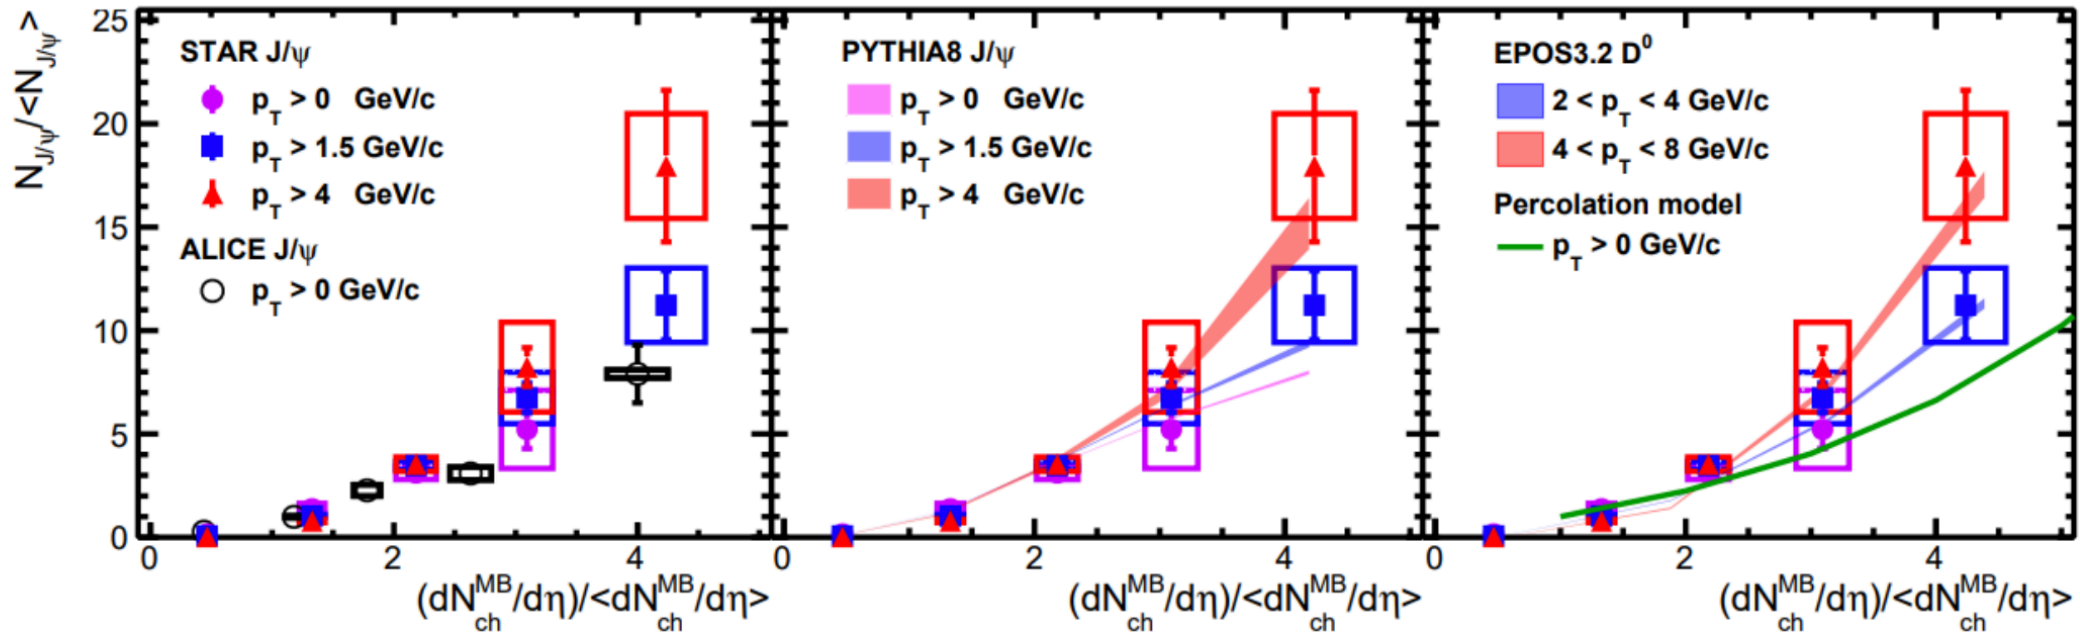 N_J/ψ/<N_J/ψ>
25
20
15
10
5
0
STAR J/ψ
p_T > 0 GeV/c
p_T > 1.5 GeV/c
p_T > 4 GeV/c
ALICE J/ψ
p_T > 0 GeV/c
0 2 4
(dN_ch^MB/dη)/<dN_ch^MB/dη>
PYTHIA8 J/ψ
p_T > 0 GeV/c
p_T > 1.5 GeV/c
p_T > 4 GeV/c
0 2 4
(dN_ch^MB/dη)/<dN_ch^MB/dη>
EPOS3.2 D^0
2 < p_T < 4 GeV/c
4 < p_T < 8 GeV/c
Percolation model
p_T > 0 GeV/c
0 2 4
(dN_ch^MB/dη)/<dN_ch^MB/dη>